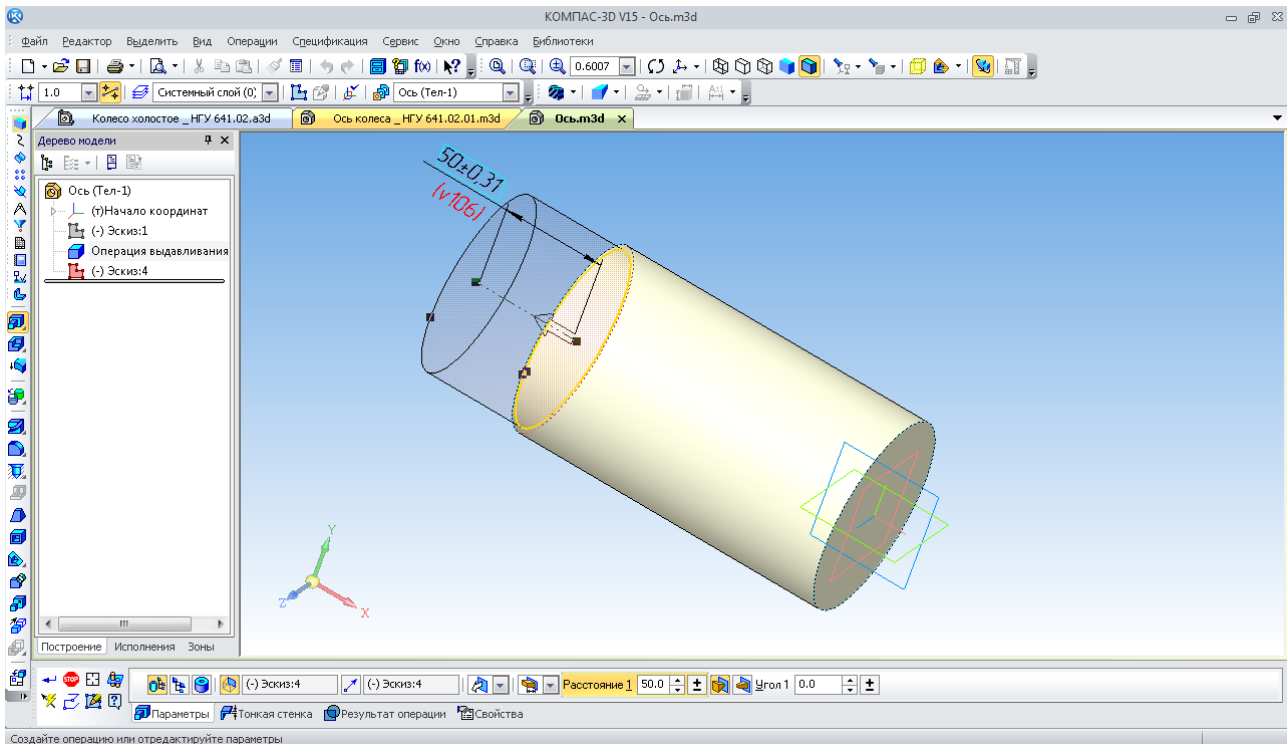 КОМПАС-3D V15 - Ось.m3d
Файл Редактор Выделить Вид Операции Спецификация Сервис Окно Справка Библиотеки
0.6007
1.0 Системный слой (0; Ось (Тел-1)
Колесо холостое _ НГУ 641.02.a3d Ось колеса _ НГУ 641.02.01.m3d Ось.m3d
Дерево модели
Ось (Тел-1)
(т)Начало координат
(-) Эскиз:1
Операция выдавливания
(-) Эскиз:4
50±0,31
(v106)
Y
Z
X
Построение Исполнения Зоны
STOP (-) Эскиз:4 (-) Эскиз:4 Расстояние 1 50.0 Угол 1 0.0
Параметры Тонкая стенка Результат операции Свойства
Создайте операцию или отредактируйте параметры